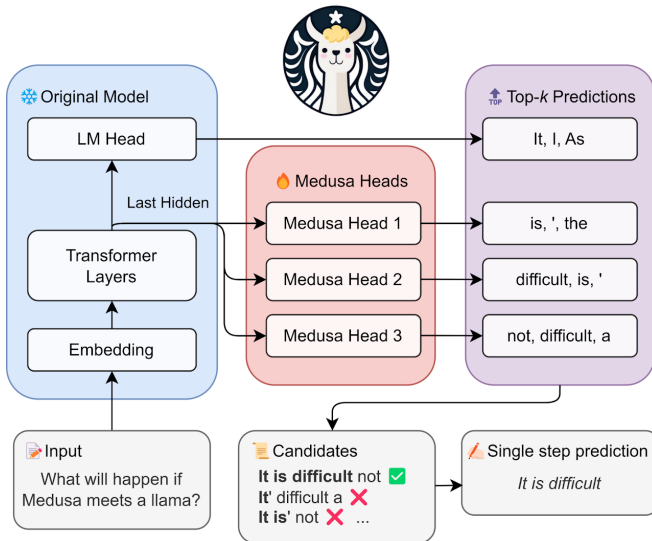 Original Model
LM Head
Last Hidden
Transformer
Layers
Embedding
Input
What will happen if
Medusa meets a llama?
Medusa Heads
Medusa Head 1
Medusa Head 2
Medusa Head 3
TOP
Top-k Predictions
It, I, As
is, ', the
difficult, is, '
not, difficult, a
Candidates
It is difficult not
It' difficult a
It is' not ...
Single step prediction
It is difficult